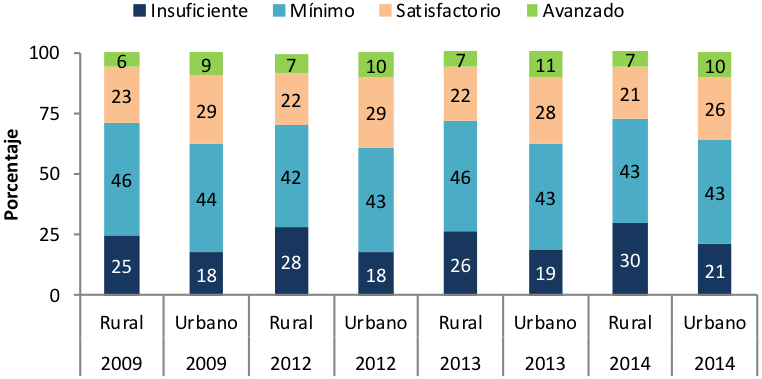 Insuficiente Mínimo Satisfactorio Avanzado
Porcentaje
100
75
50
25
0
6 9 7 10 7 11 7 10
23 29 22 29 22 28 21 26
46 44 42 43 46 43 43 43
25 18 28 18 26 19 30 21
Rural Urbano Rural Urbano Rural Urbano Rural Urbano
2009 2009 2012 2012 2013 2013 2014 2014